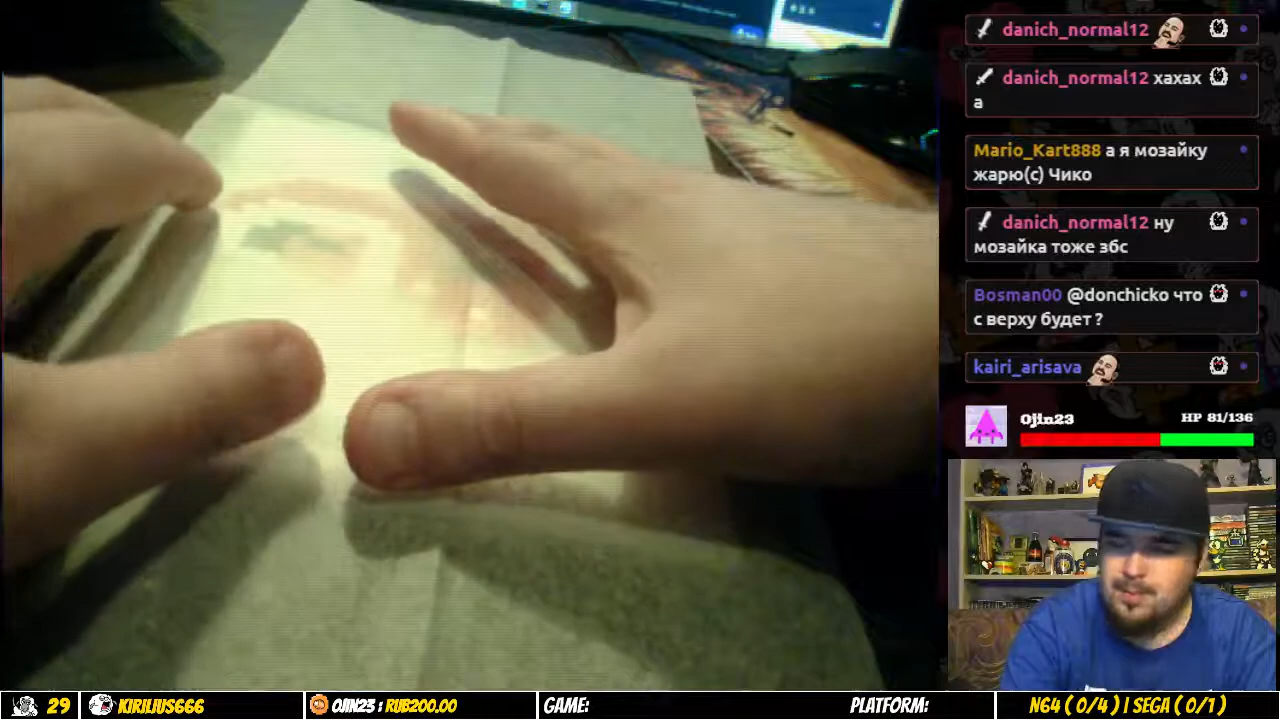 danich_normal12
danich_normal12 хахах
а
Mario_Kart888 а я мозайку
жарю(с) Чико
danich_normal12 ну
мозайка тоже збс
Bosman00 @donchicko что
с верху будет ?
kairi_arisava
Ojin23 HP 81/136
29 KIRILIUS666 OJIN23 : RUB200.00 GAME: PLATFORM: N64 ( 0/4 ) | SEGA ( 0/1 )